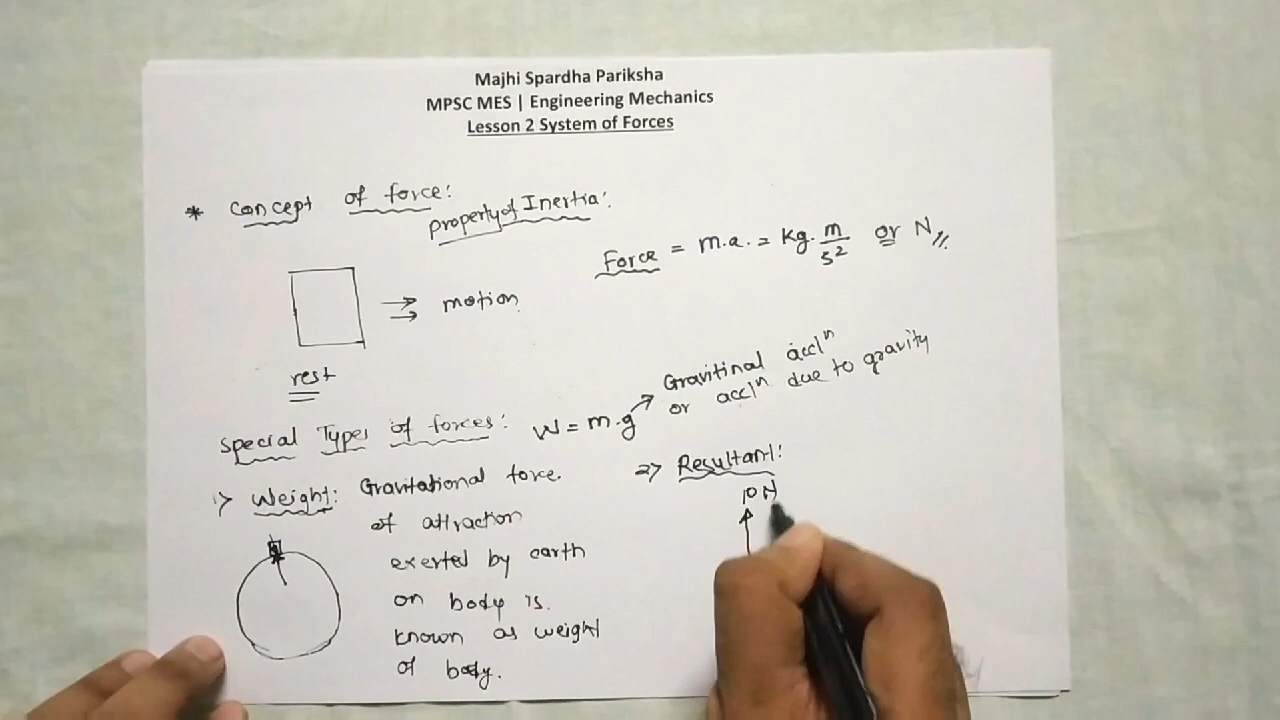 Majhi Spardha Pariksha
MPSC MES | Engineering Mechanics
Lesson 2 System of Forces
* Concept of force:
property of Inertia:
Force = m.a. = kg. m/s² or N
→ motion
rest
Special Types of forces: W = m.g → Gravitinal acclⁿ
or acclⁿ due to gravity
1) Weight: Gravitational force
of attraction
exerted by earth
on body is.
known as weight
of body.
2) Resultant:
10 N